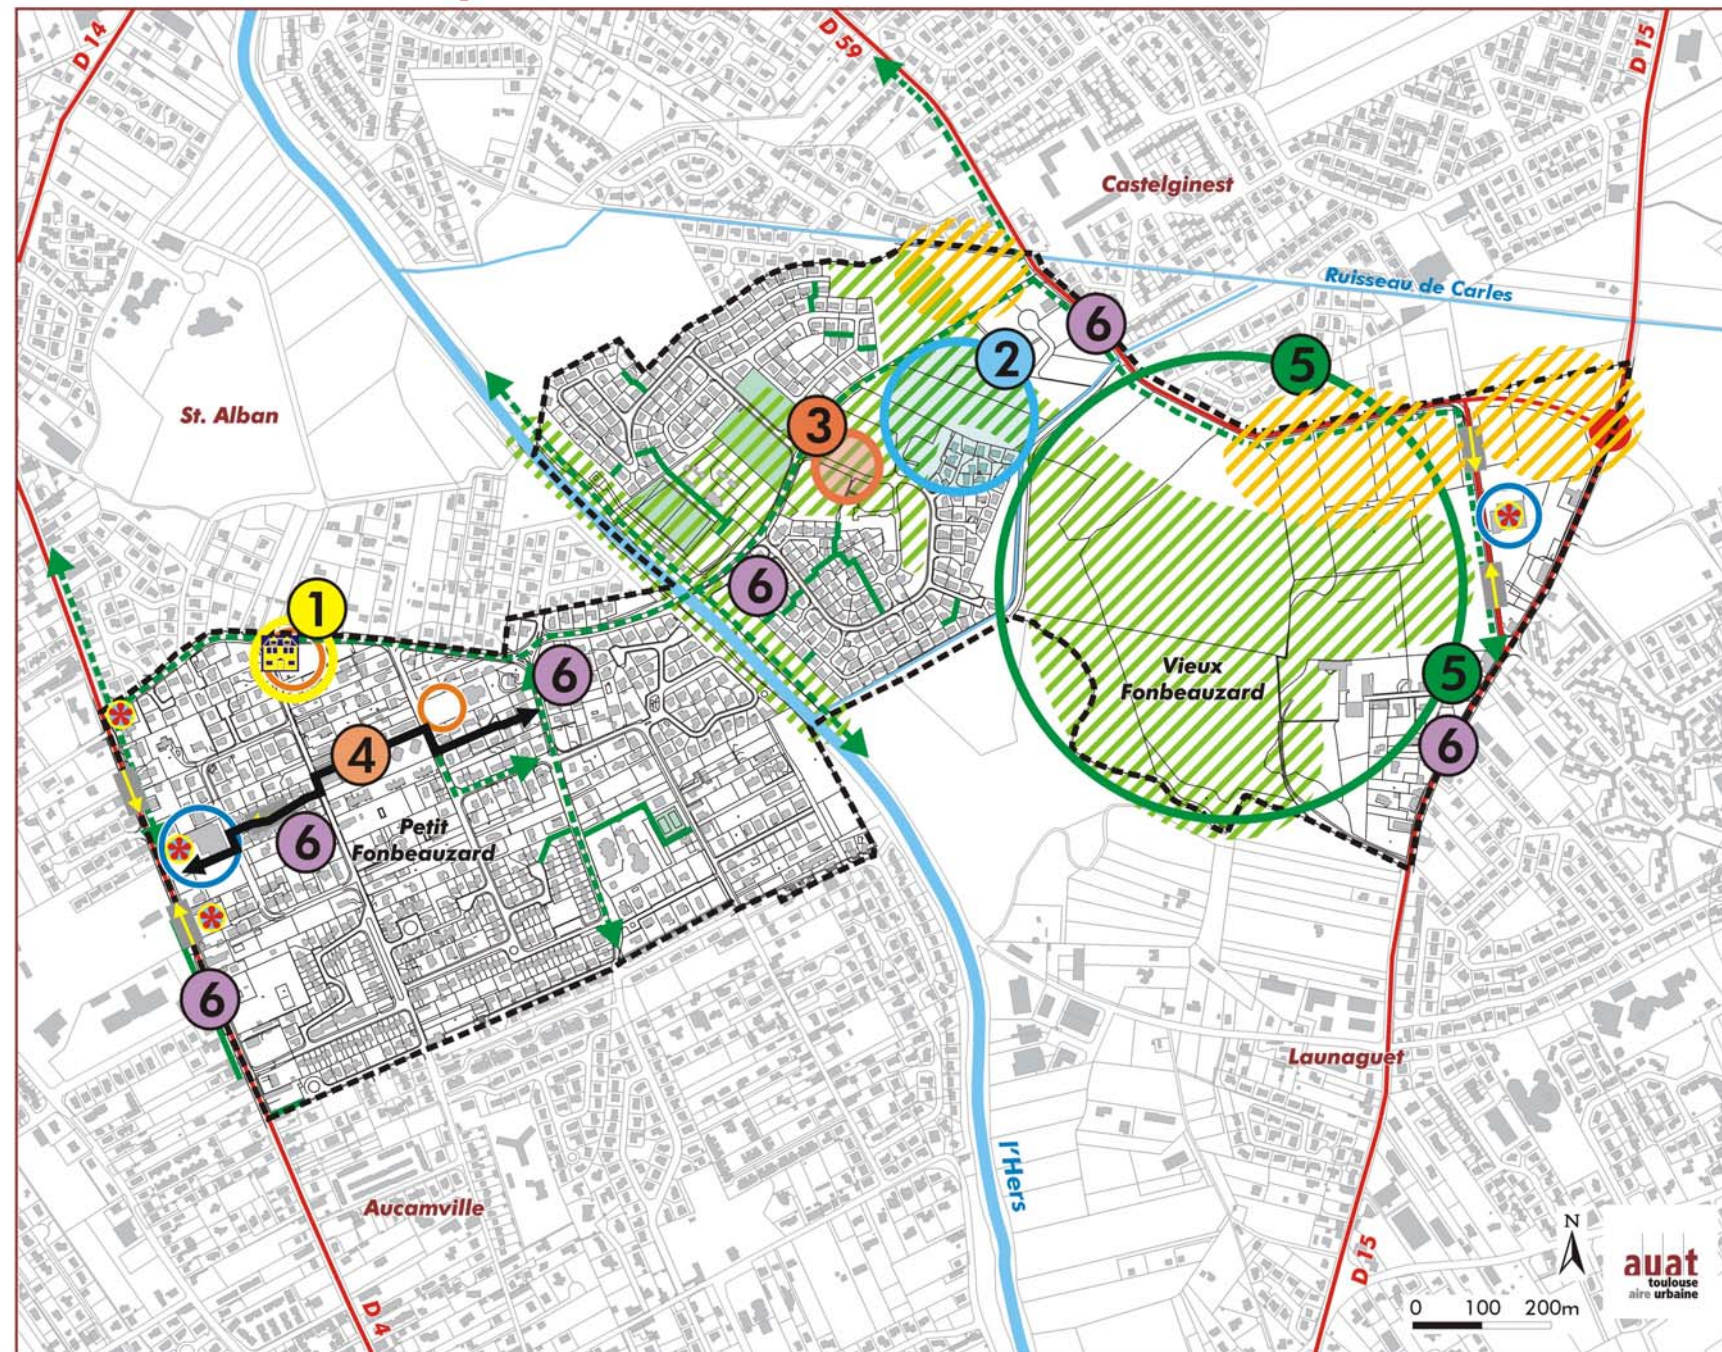 D 14
D 59
D 15
Castelginest
Ruisseau de Carles
6
2
5
St. Alban
3
6
1
6
Vieux
Fonbeauzard
5
6
4
Petit
Fonbeauzard
6
6
Launaguet
l'Hers
Aucamville
D 4
D 15
N
auat
toulouse
aire urbaine
0 100 200m